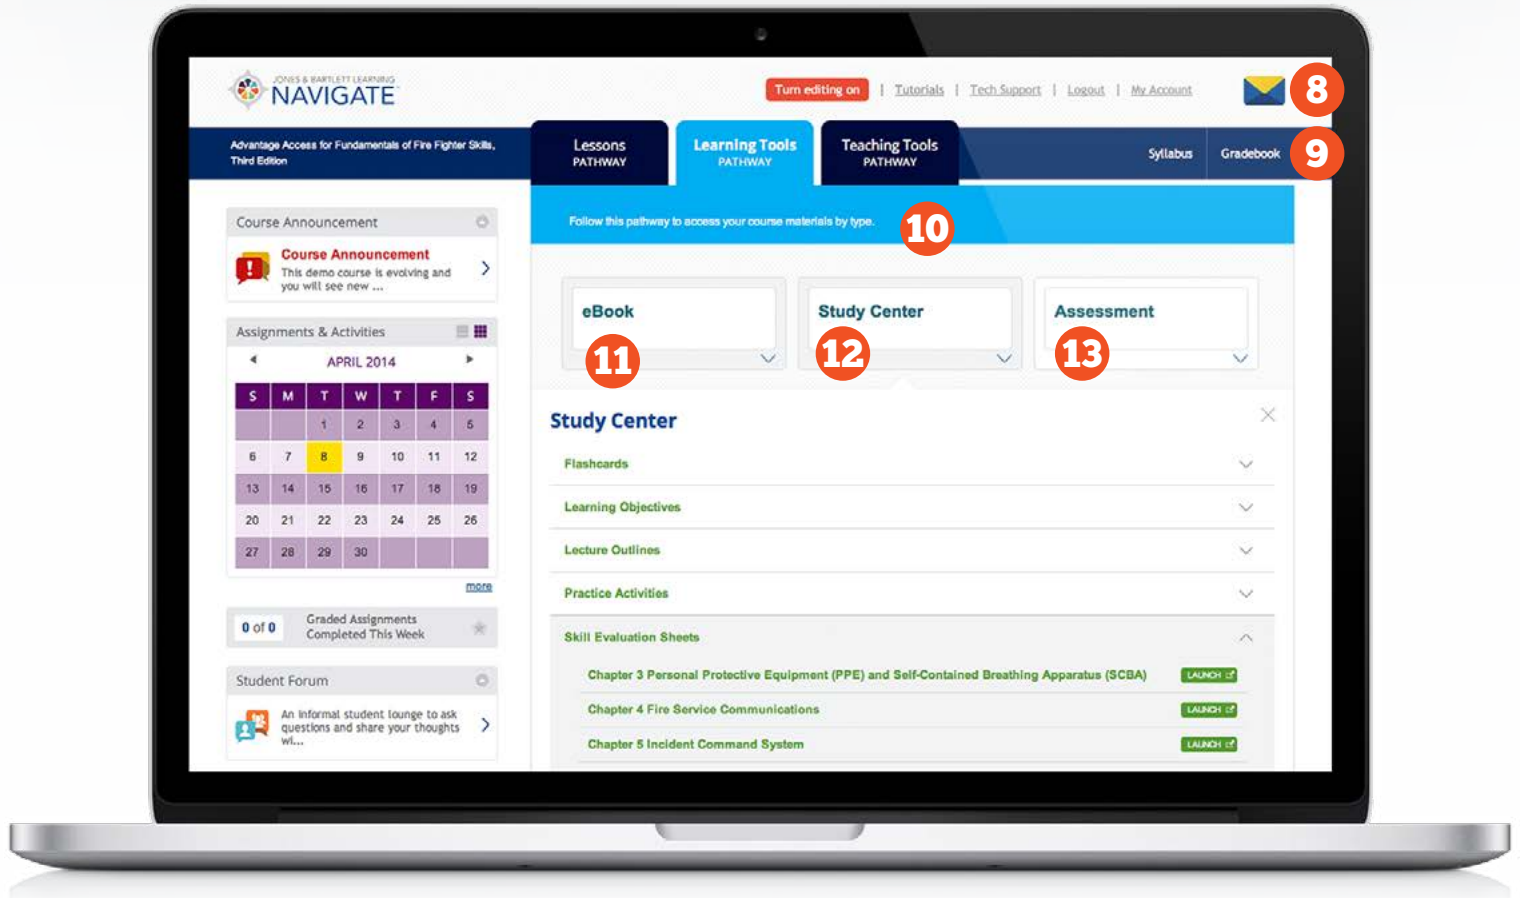 JONES & BARTLETT LEARNING
NAVIGATE
Turn editing on | Tutorials | Tech Support | Logout | My Account
8
Advantage Access for Fundamentals of Fire Fighter Skills,
Third Edition
Lessons
PATHWAY
Learning Tools
PATHWAY
Teaching Tools
PATHWAY
Syllabus
Gradebook
9
Course Announcement
Course Announcement
This demo course is evolving and
you will see new ...
Assignments & Activities
APRIL 2014
S M T W T F S
1 2 3 4 5
6 7 8 9 10 11 12
13 14 15 16 17 18 19
20 21 22 23 24 25 26
27 28 29 30
more
0 of 0
Graded Assignments
Completed This Week
Student Forum
An informal student lounge to ask
questions and share your thoughts
wi...
Follow this pathway to access your course materials by type.
10
eBook
11
Study Center
12
Assessment
13
Study Center
Flashcards
Learning Objectives
Lecture Outlines
Practice Activities
Skill Evaluation Sheets
Chapter 3 Personal Protective Equipment (PPE) and Self-Contained Breathing Apparatus (SCBA) LAUNCH
Chapter 4 Fire Service Communications LAUNCH
Chapter 5 Incident Command System LAUNCH